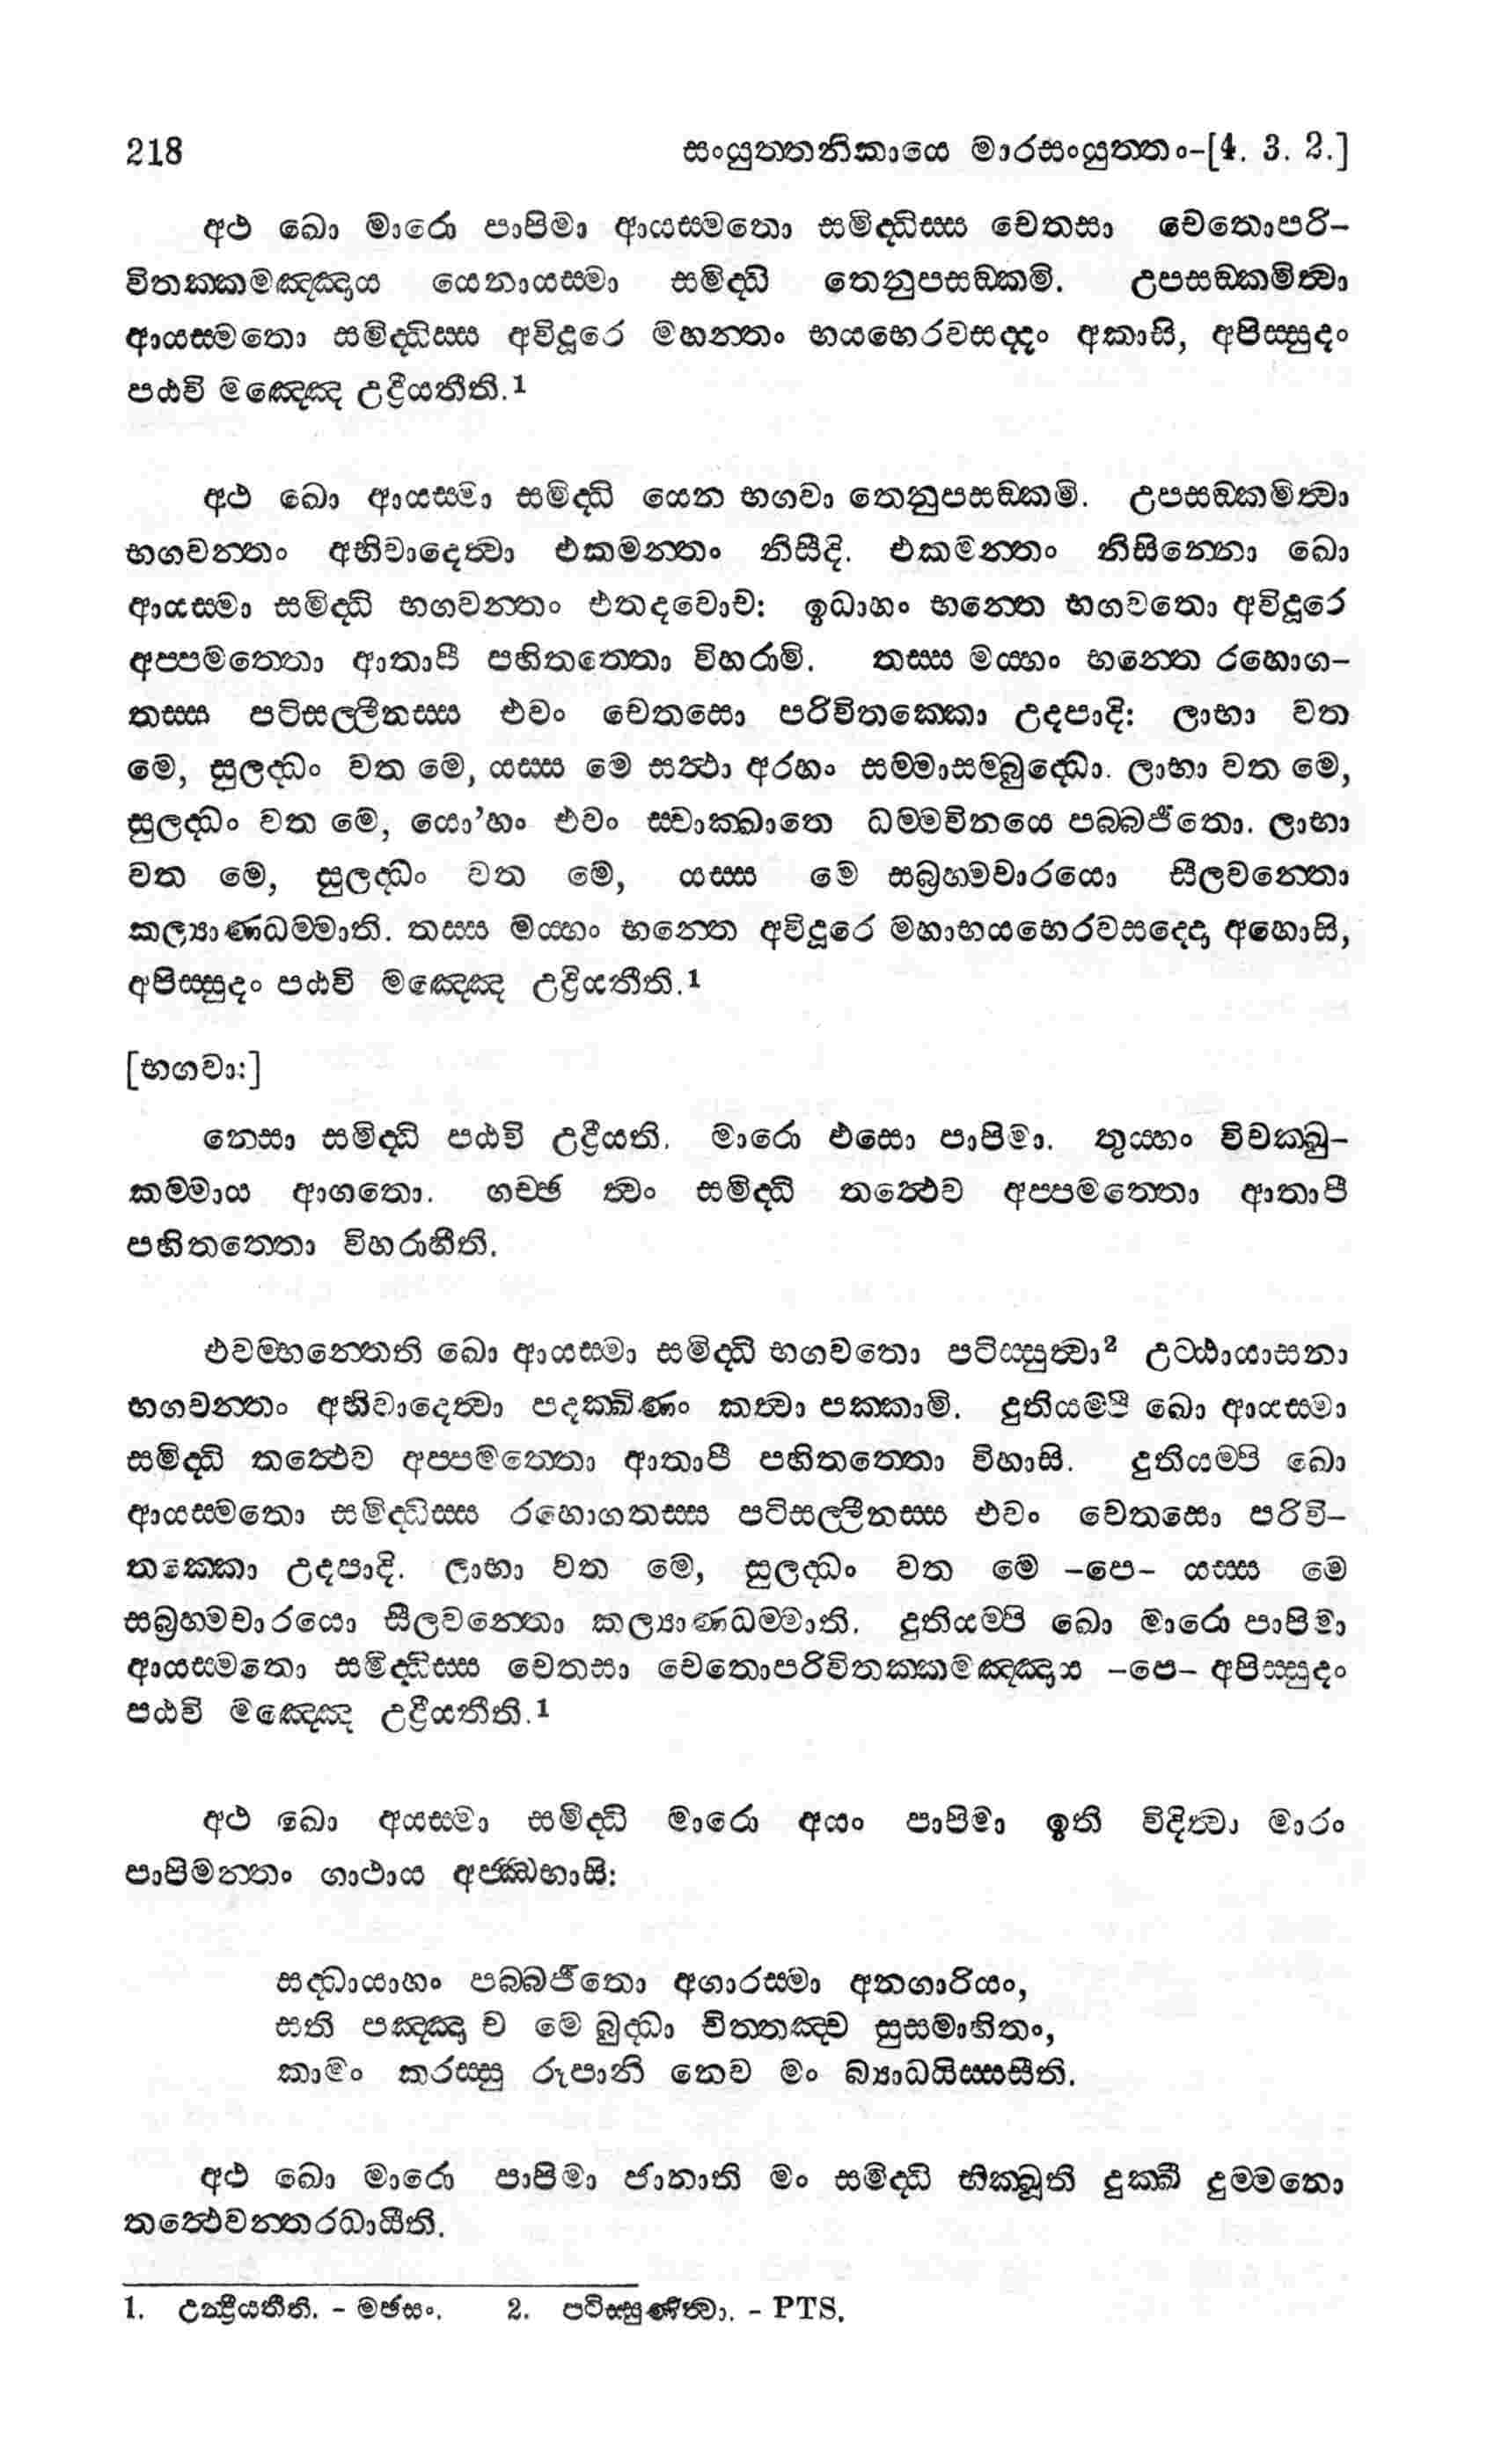 218 සංයුත්තනිකායෙ මාරසංයුත්තං-[4. 3. 2.]
අථ ඛො මාරො පාපිමා ආයස්මතො සමිද්ධිස්ස චෙතසා චෙතොපරි-
විතක්කමඤ්ඤාය යෙනායස්මා සමිද්ධි තෙනුපසඞ්කමි. උපසඞ්කමිත්වා
ආයස්මතො සමිද්ධිස්ස අවිදූරෙ මහන්තං භයභෙරවසද්දං අකාසි, අපිස්සුදං
පඨවි මඤ්ඤෙ උද්‍රීයතීති.1
අථ ඛො ආයස්මා සමිද්ධි යෙන භගවා තෙනුපසඞ්කමි. උපසඞ්කමිත්වා
භගවන්තං අභිවාදෙත්වා එකමන්තං නිසීදි. එකමන්තං නිසින්නො ඛො
ආයස්මා සමිද්ධි භගවන්තං එතදවොච: ඉධාහං භන්තෙ භගවතො අවිදූරෙ
අප්පමත්තො ආතාපී පහිතත්තො විහරාමි. තස්ස මය්හං භන්තෙ රහොග-
තස්ස පටිසල්ලීනස්ස එවං චෙතසො පරිවිතක්කො උදපාදි: ලාභා වත
මෙ, සුලද්ධං වත මෙ, යස්ස මෙ සත්ථා අරහං සම්මාසම්බුද්ධො. ලාභා වත මෙ,
සුලද්ධං වත මෙ, යො'හං එවං ස්වාක්ඛාතෙ ධම්මවිනයෙ පබ්බජිතො. ලාභා
වත මෙ, සුලද්ධං වත මෙ, යස්ස මෙ සබ්‍රහ්මචාරයො සීලවන්තො
කල්‍යාණධම්මාති. තස්ස මය්හං භන්තෙ අවිදූරෙ මහාභයභෙරවසද්දො අහොසි,
අපිස්සුදං පඨවි මඤ්ඤෙ උද්‍රියතීති.1
[භගවා:]
නෙසා සමිද්ධි පඨවි උද්‍රීයති. මාරො එසො පාපිමා. තුය්හං විචක්ඛු-
කම්මාය ආගතො. ගච්ඡ ත්වං සමිද්ධි තත්ථෙව අප්පමත්තො ආතාපී
පහිතත්තො විහරාහීති.
එවම්භන්තෙති ඛො ආයස්මා සමිද්ධි භගවතො පටිස්සුත්වා2 උට්ඨායාසනා
භගවන්තං අභිවාදෙත්වා පදක්ඛිණං කත්වා පක්කාමි. දුතියම්පි ඛො ආයස්මා
සමිද්ධි තත්ථෙව අප්පමත්තො ආතාපී පහිතත්තො විහාසි. දුතියම්පි ඛො
ආයස්මතො සමිද්ධිස්ස රහොගතස්ස පටිසල්ලීනස්ස එවං චෙතසො පරිවි-
තක්කො උදපාදි. ලාභා වත මෙ, සුලද්ධං වත මෙ -පෙ- යස්ස මෙ
සබ්‍රහ්මචාරයො සීලවන්තො කල්‍යාණධම්මාති. දුතියම්පි ඛො මාරො පාපිමා
ආයස්මතො සමිද්ධිස්ස චෙතසා චෙතොපරිවිතක්කමඤ්ඤාය -පෙ- අපිස්සුදං
පඨවි මඤ්ඤෙ උද්‍රීයතීති.1
අථ ඛො අයස්මා සමිද්ධි මාරො අයං පාපිමා ඉති විදිත්වා මාරං
පාපිමන්තං ගාථාය අජ්ඣභාසි:
සද්ධායාහං පබ්බජිතො අගාරස්මා අනගාරියං,
සති පඤ්ඤා ච මෙ බුද්ධා චිත්තඤ්ච සුසමාහිතං,
කාමං කරස්සු රූපානි නෙව මං බ්‍යාධයිස්සසීති.
අථ ඛො මාරො පාපිමා ජානාති මං සමිද්ධි භික්ඛූති දුක්ඛී දුම්මනො
තත්ථෙවන්තරධායීති.
1. උන්ද්‍රීයතීති. - මඡසං. 2. පටිස්සුණිත්වා. - PTS.